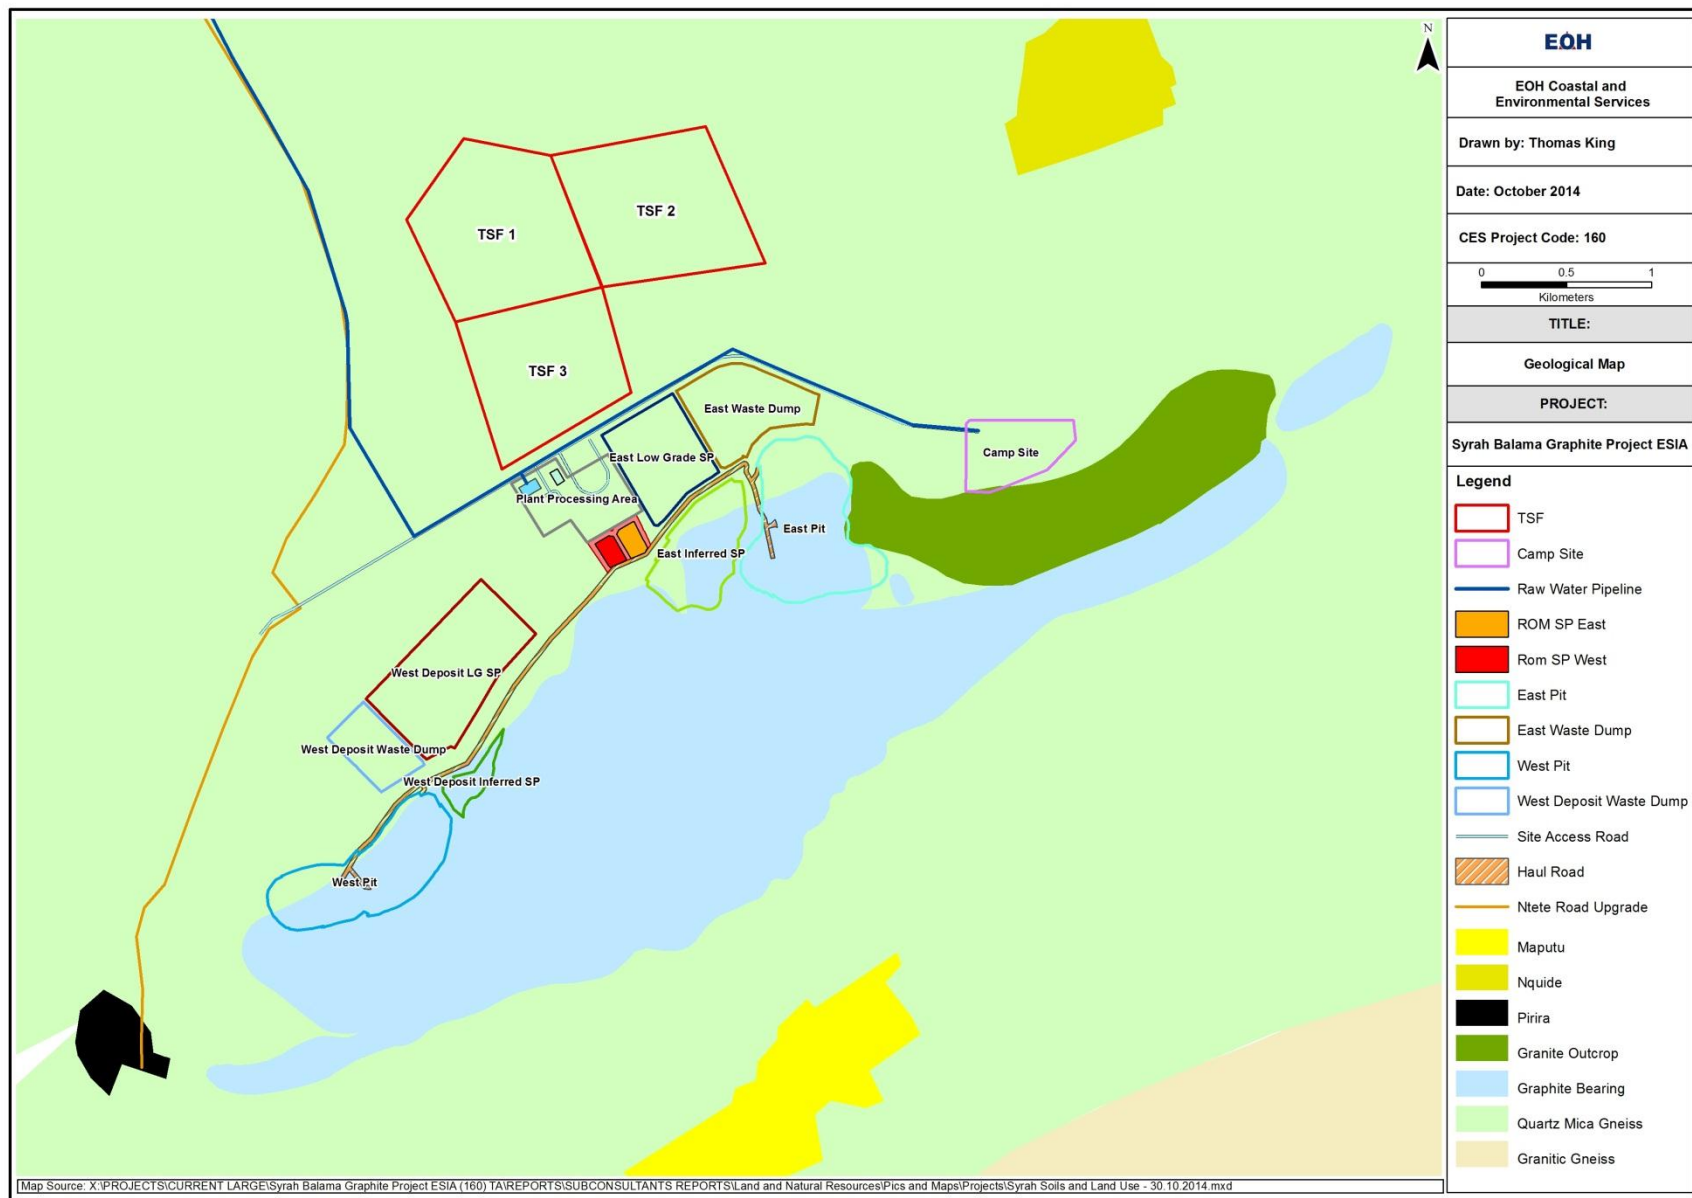 N
TSF 1
TSF 2
TSF 3
East Waste Dump
East Low Grade SP
Camp Site
Plant Processing Area
East Pit
East Inferred SP
West Deposit LG SP
West Deposit Waste Dump
West Deposit Inferred SP
West Pit
EOH
EOH Coastal and
Environmental Services
Drawn by: Thomas King
Date: October 2014
CES Project Code: 160
0 0.5 1
Kilometers
TITLE:
Geological Map
PROJECT:
Syrah Balama Graphite Project ESIA
Legend
TSF
Camp Site
Raw Water Pipeline
ROM SP East
Rom SP West
East Pit
East Waste Dump
West Pit
West Deposit Waste Dump
Site Access Road
Haul Road
Ntete Road Upgrade
Maputu
Nquide
Pirira
Granite Outcrop
Graphite Bearing
Quartz Mica Gneiss
Granitic Gneiss
Map Source: X:\PROJECTS\CURRENT LARGE\Syrah Balama Graphite Project ESIA (160) TA\REPORTS\SUBCONSULTANTS REPORTS\Land and Natural Resources\Pics and Maps\Projects\Syrah Soils and Land Use - 30.10.2014.mxd